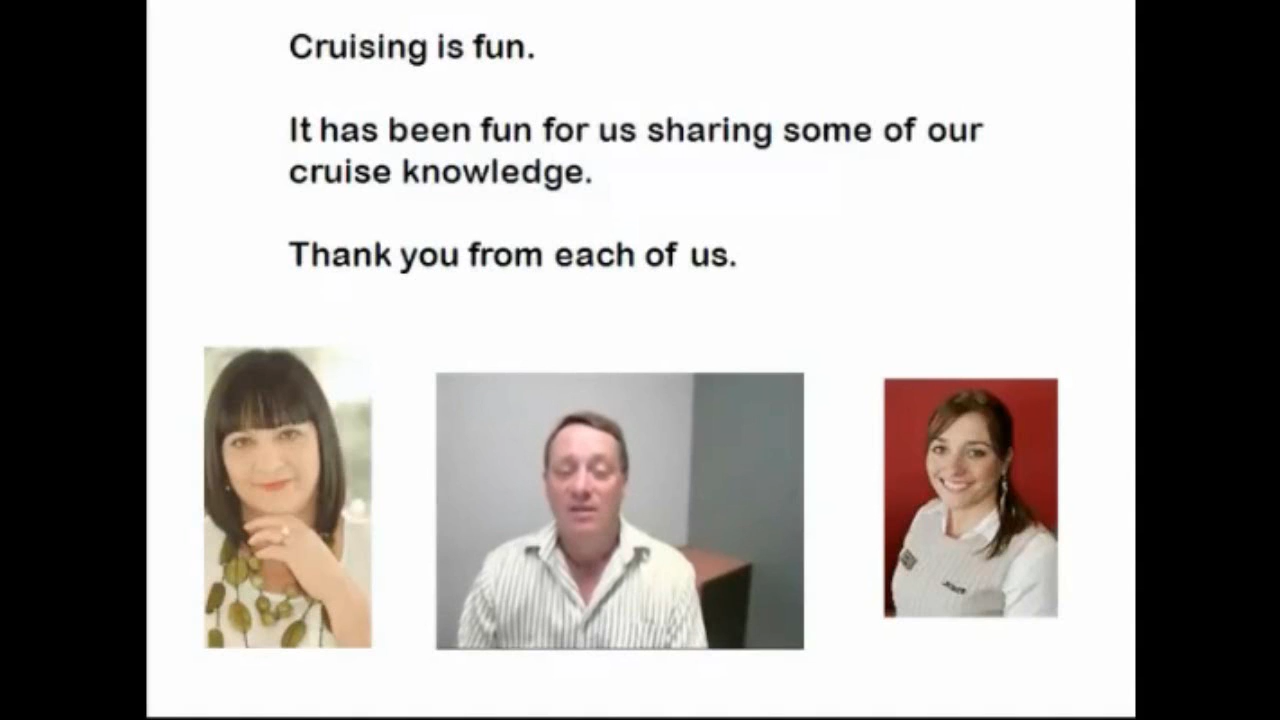 Cruising is fun.
It has been fun for us sharing some of our
cruise knowledge.
Thank you from each of us.